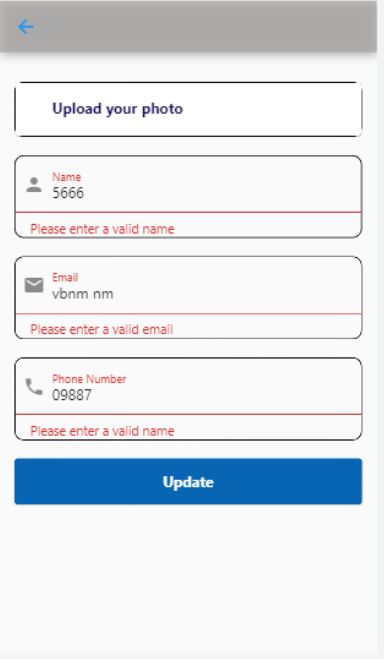 Upload your photo
Name
5666
Please enter a valid name
Email
vbnm nm
Please enter a valid email
Phone Number
09887
Please enter a valid name
Update